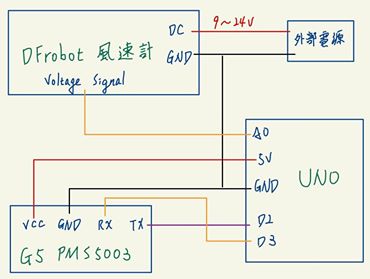 DC
9～24V
外部電源
DFrobot 風速計
GND
Voltage Signal
A0
5V
UNO
GND
VCC GND RX TX
D2
D3
G5 PMS5003